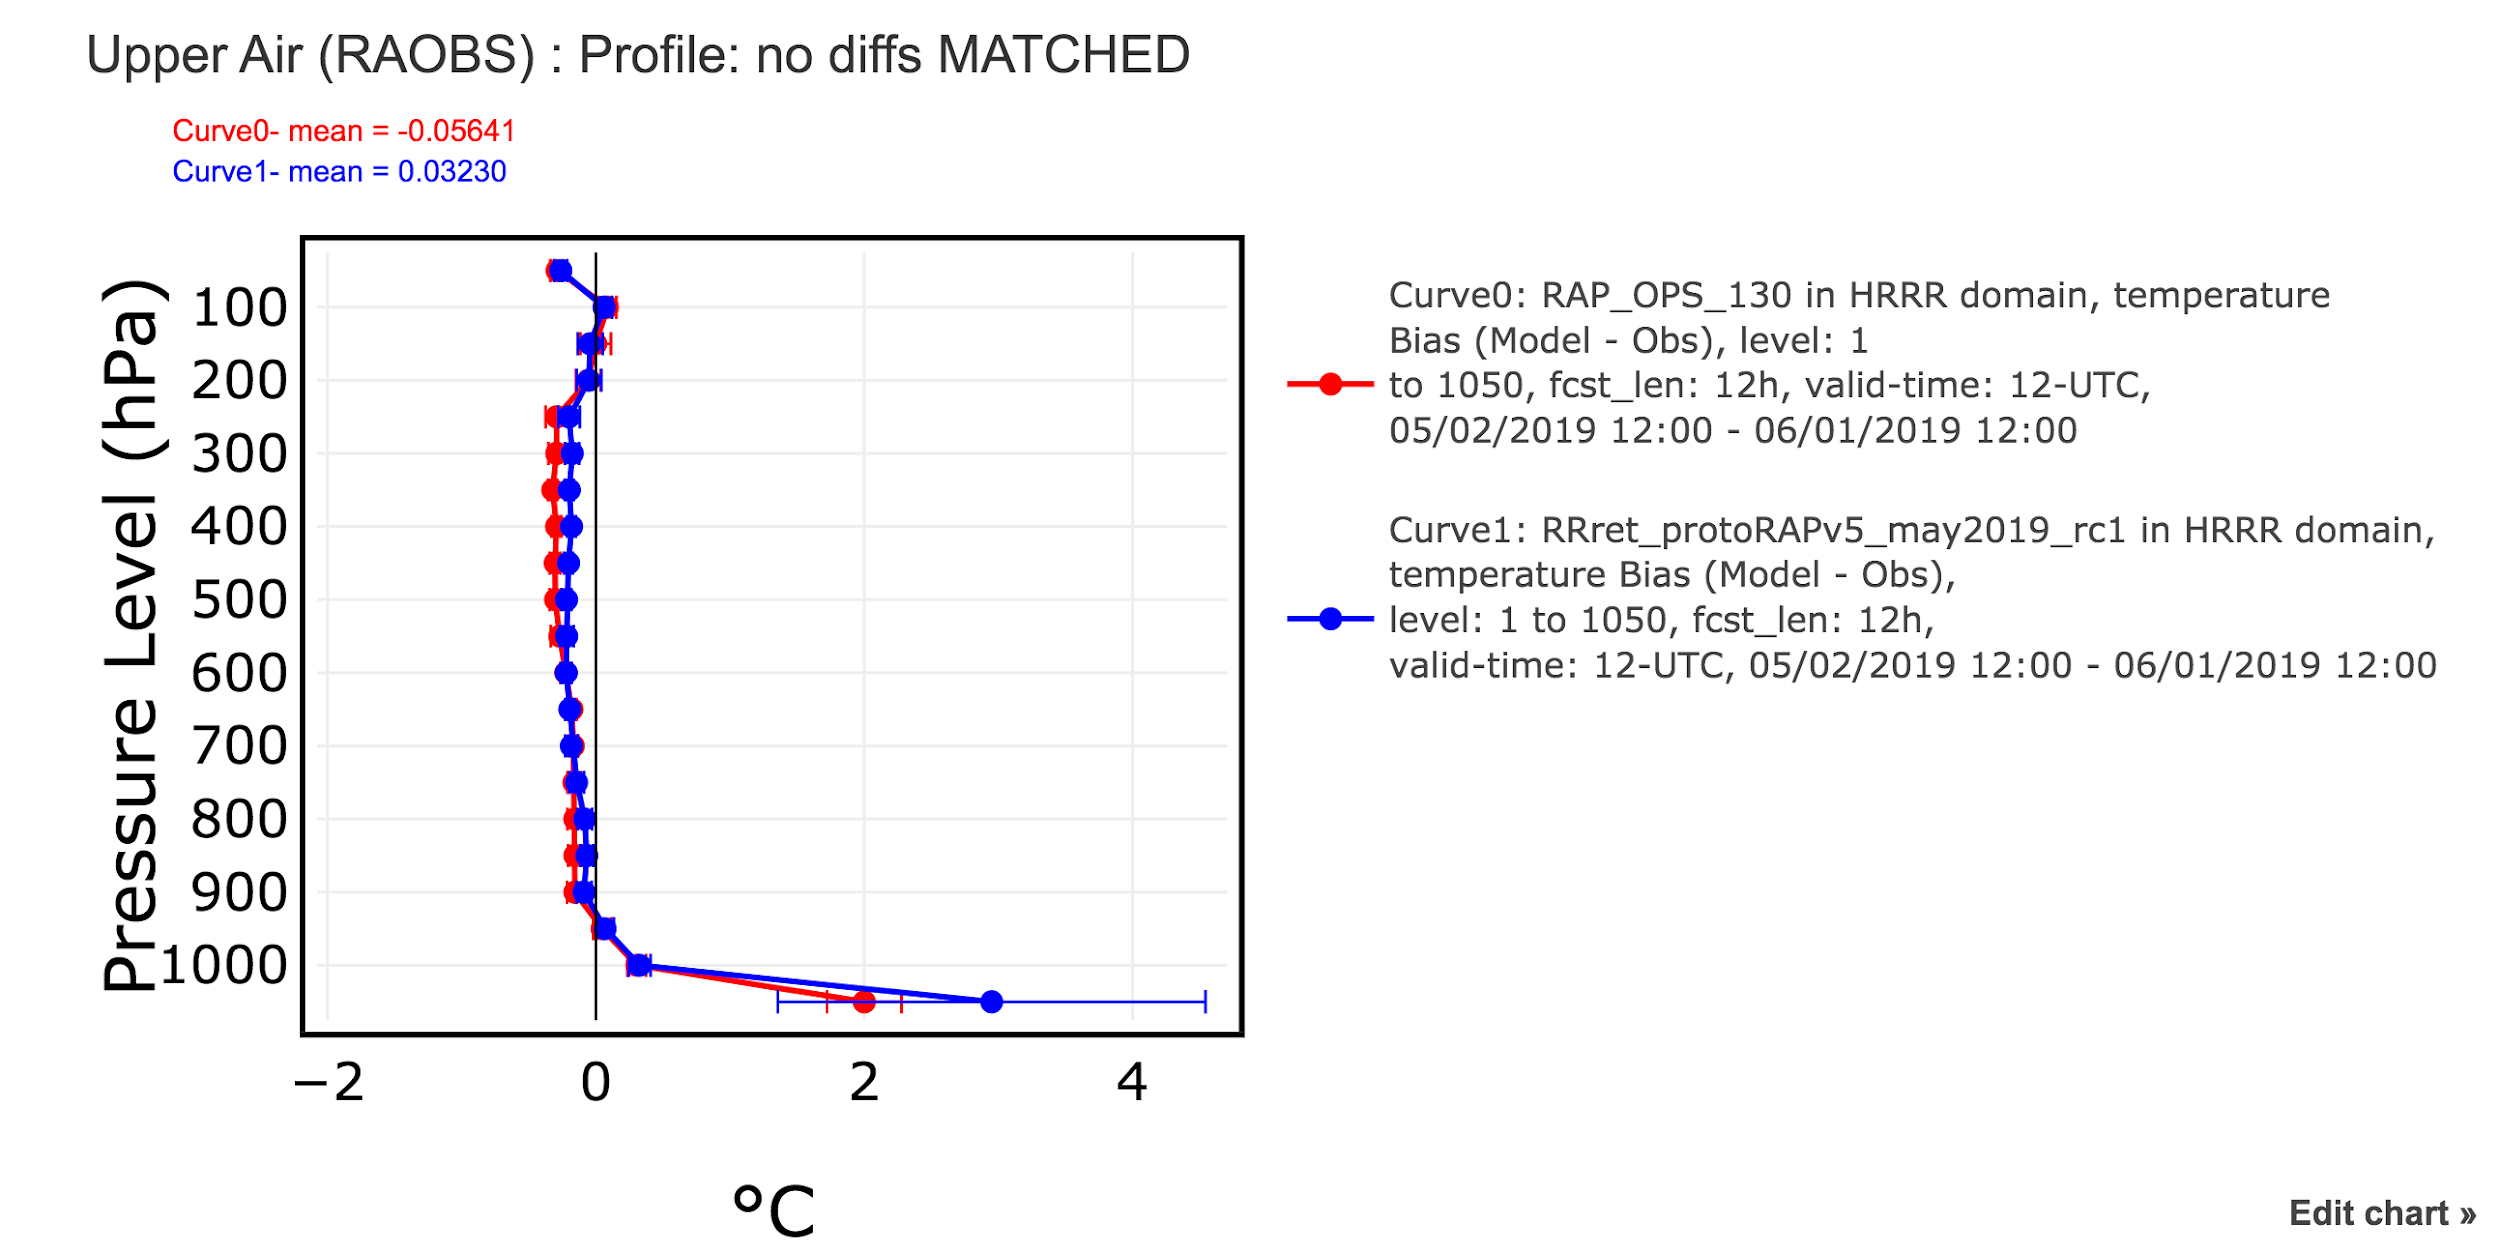 Upper Air (RAOBS) : Profile: no diffs MATCHED
Curve0- mean = -0.05641
Curve1- mean = 0.03230
Pressure Level (hPa)
100
200
300
400
500
600
700
800
900
1000
−2
0
2
4
°C
Curve0: RAP_OPS_130 in HRRR domain, temperature
Bias (Model - Obs), level: 1
to 1050, fcst_len: 12h, valid-time: 12-UTC,
05/02/2019 12:00 - 06/01/2019 12:00
Curve1: RRret_protoRAPv5_may2019_rc1 in HRRR domain,
temperature Bias (Model - Obs),
level: 1 to 1050, fcst_len: 12h,
valid-time: 12-UTC, 05/02/2019 12:00 - 06/01/2019 12:00
Edit chart »